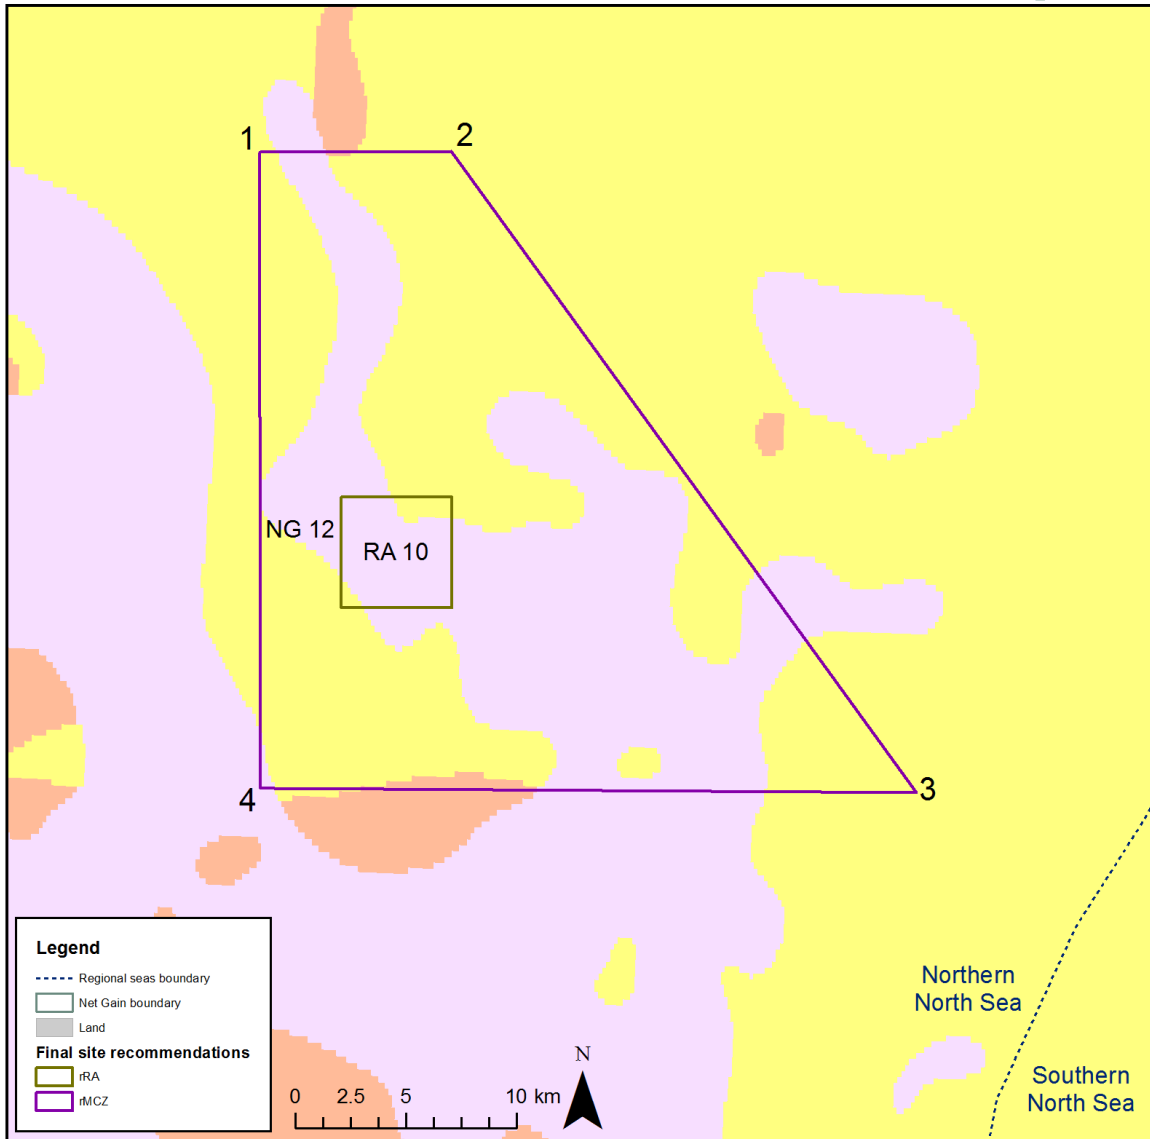 1
2
NG 12
RA 10
4
3
Legend
Regional seas boundary
Net Gain boundary
Land
Final site recommendations
rRA
rMCZ
0 2.5 5 10 km
N
Northern
North Sea
Southern
North Sea